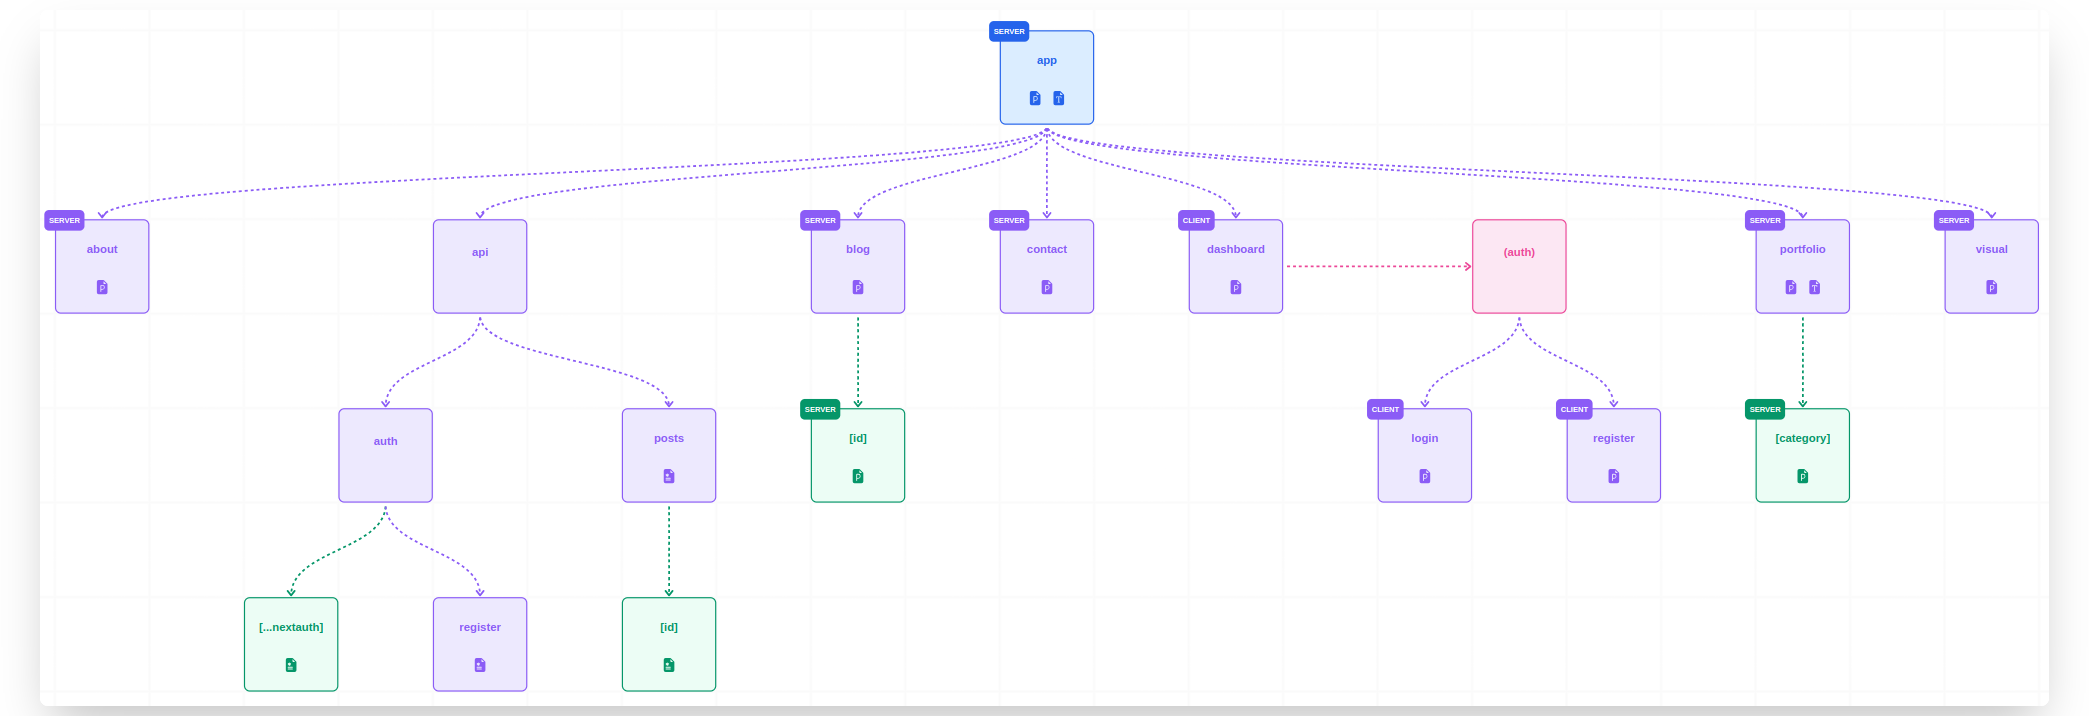 SERVER
app
SERVER
about
api
SERVER
blog
SERVER
contact
CLIENT
dashboard
(auth)
SERVER
portfolio
SERVER
visual
auth
posts
SERVER
[id]
CLIENT
login
CLIENT
register
SERVER
[category]
[...nextauth]
register
[id]